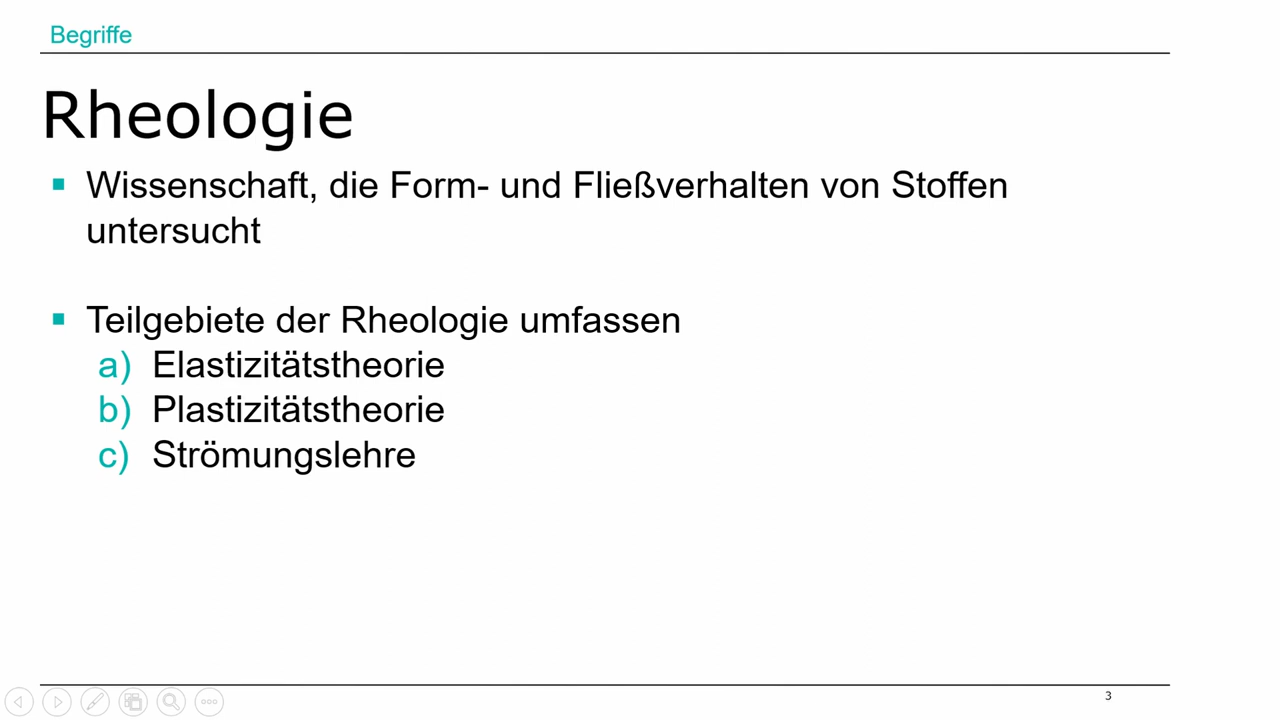 Begriffe
Rheologie
▪ Wissenschaft, die Form- und Fließverhalten von Stoffen
untersucht
▪ Teilgebiete der Rheologie umfassen
a) Elastizitätstheorie
b) Plastizitätstheorie
c) Strömungslehre
3